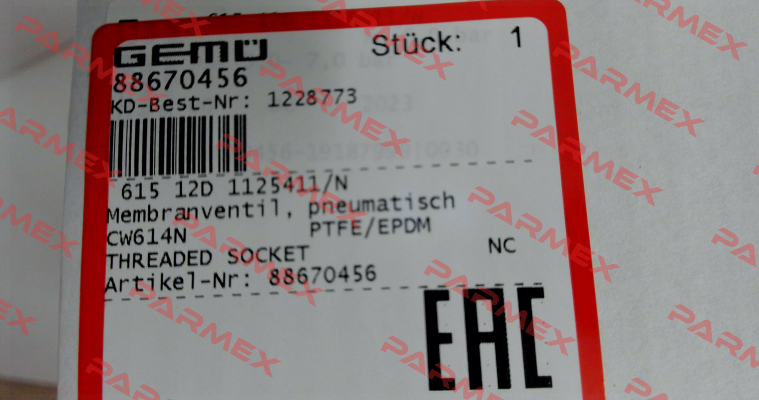 GEMÜ Stück: 1
88670456
KD-Best-Nr: 1228773
615 12D 1125411/N
Membranventil, pneumatisch
CW614N PTFE/EPDM
THREADED SOCKET NC
Artikel-Nr: 88670456
EAC
PARMEX